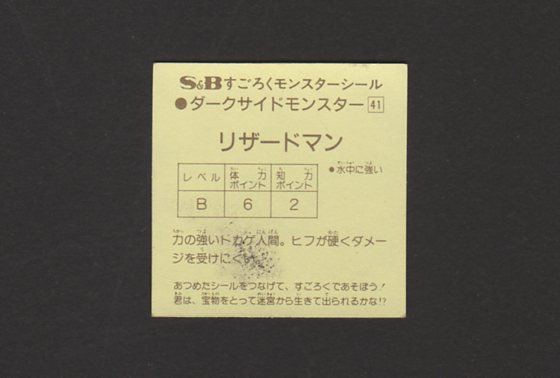 S&Bすごろくモンスターシール
●ダークサイドモンスター 41
リザードマン
レベル 体力ポイント 知力ポイント
B 6 2
●水中に強い
力の強いトカゲ人間。ヒフが硬くダメー
ジを受けにくい。
あつめたシールをつなげて、すごろくであそぼう!
君は、宝物をとって迷宮から生きて出られるかな!?